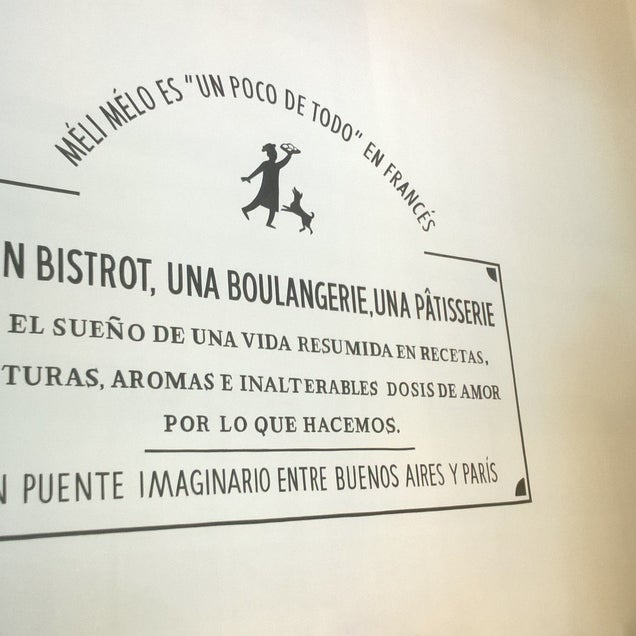 MÉLI MÉLO ES "UN POCO DE TODO" EN FRANCÉS
N BISTROT, UNA BOULANGERIE, UNA PÂTISSERIE
EL SUEÑO DE UNA VIDA RESUMIDA EN RECETAS,
TURAS, AROMAS E INALTERABLES DOSIS DE AMOR
POR LO QUE HACEMOS.
N PUENTE IMAGINARIO ENTRE BUENOS AIRES Y PARÍS